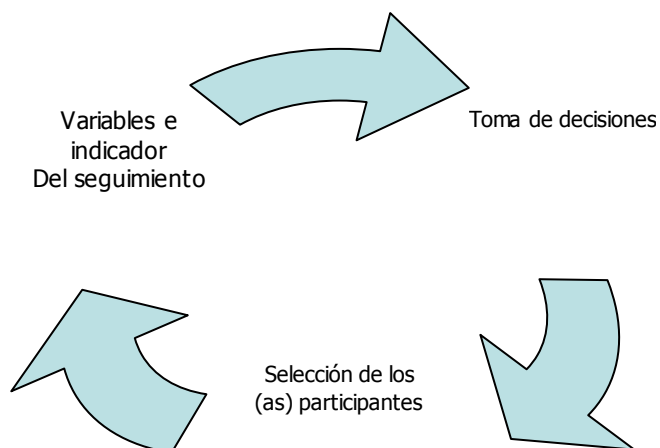 Variables e
indicador
Del seguimiento
Toma de decisiones
Selección de los
(as) participantes